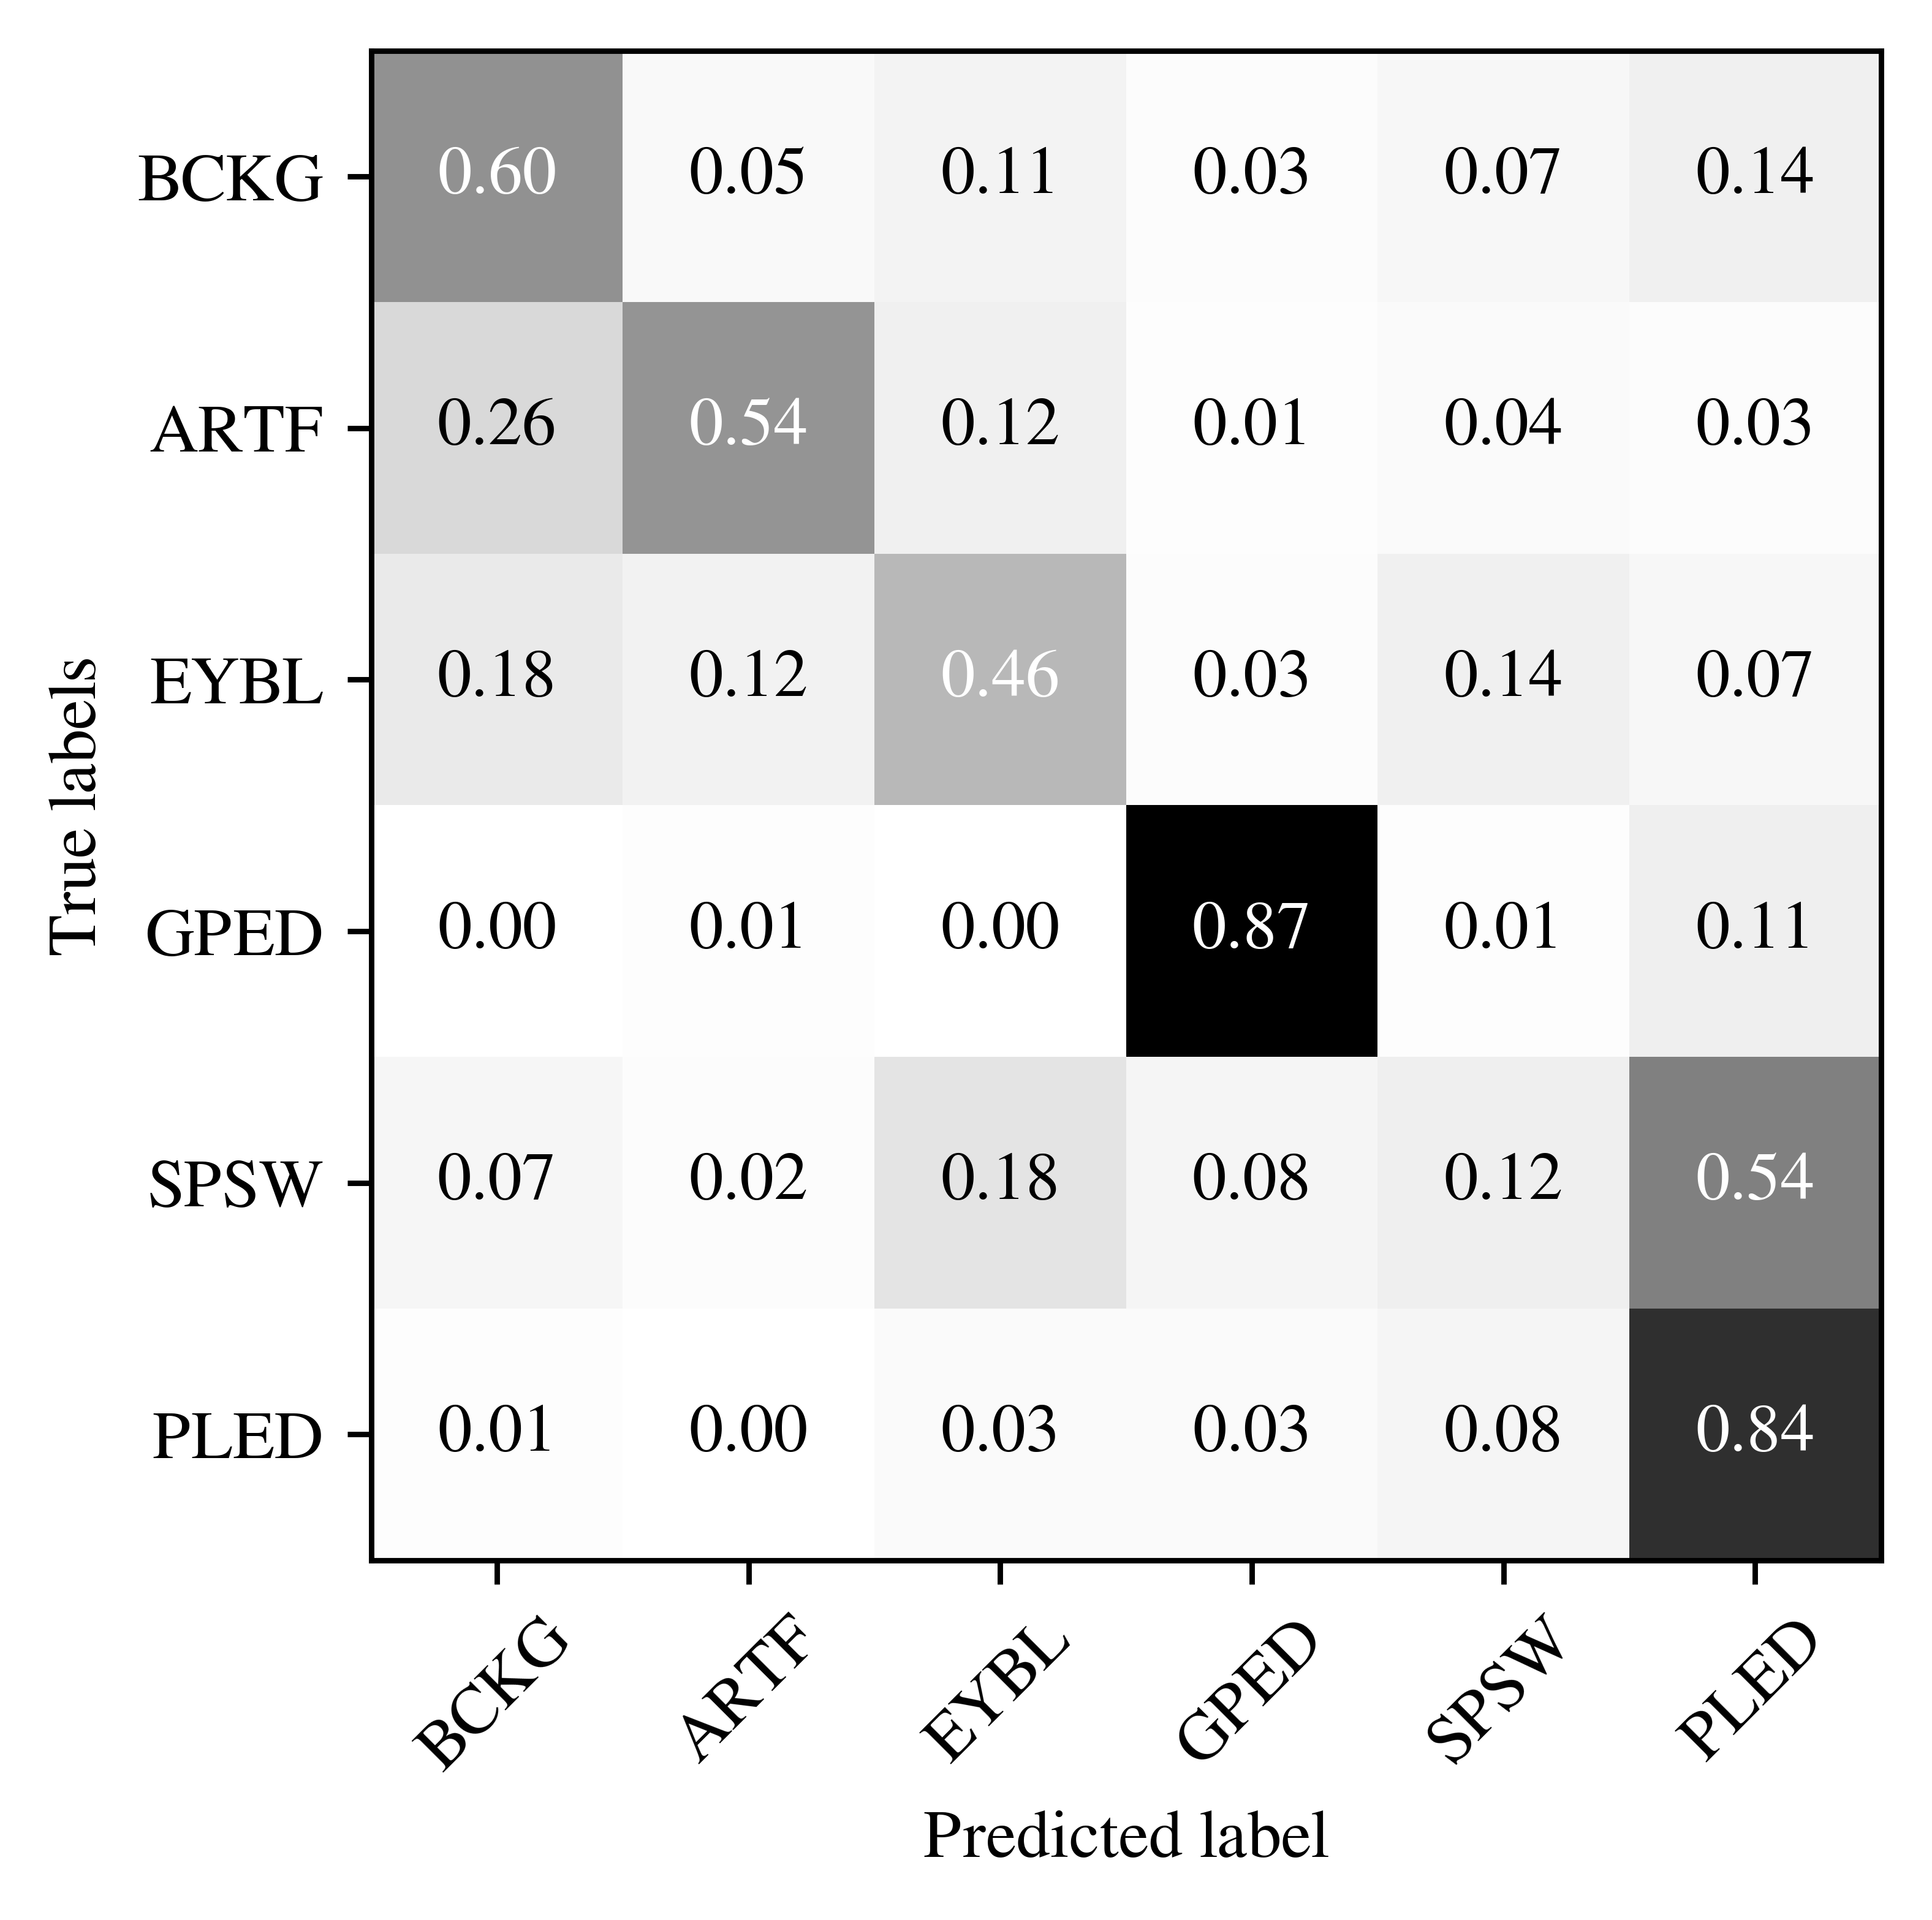 True labels
BCKG 0.60 0.05 0.11 0.03 0.07 0.14
ARTF 0.26 0.54 0.12 0.01 0.04 0.03
EYBL 0.18 0.12 0.46 0.03 0.14 0.07
GPED 0.00 0.01 0.00 0.87 0.01 0.11
SPSW 0.07 0.02 0.18 0.08 0.12 0.54
PLED 0.01 0.00 0.03 0.03 0.08 0.84
BCKG ARTF EYBL GPED SPSW PLED
Predicted label